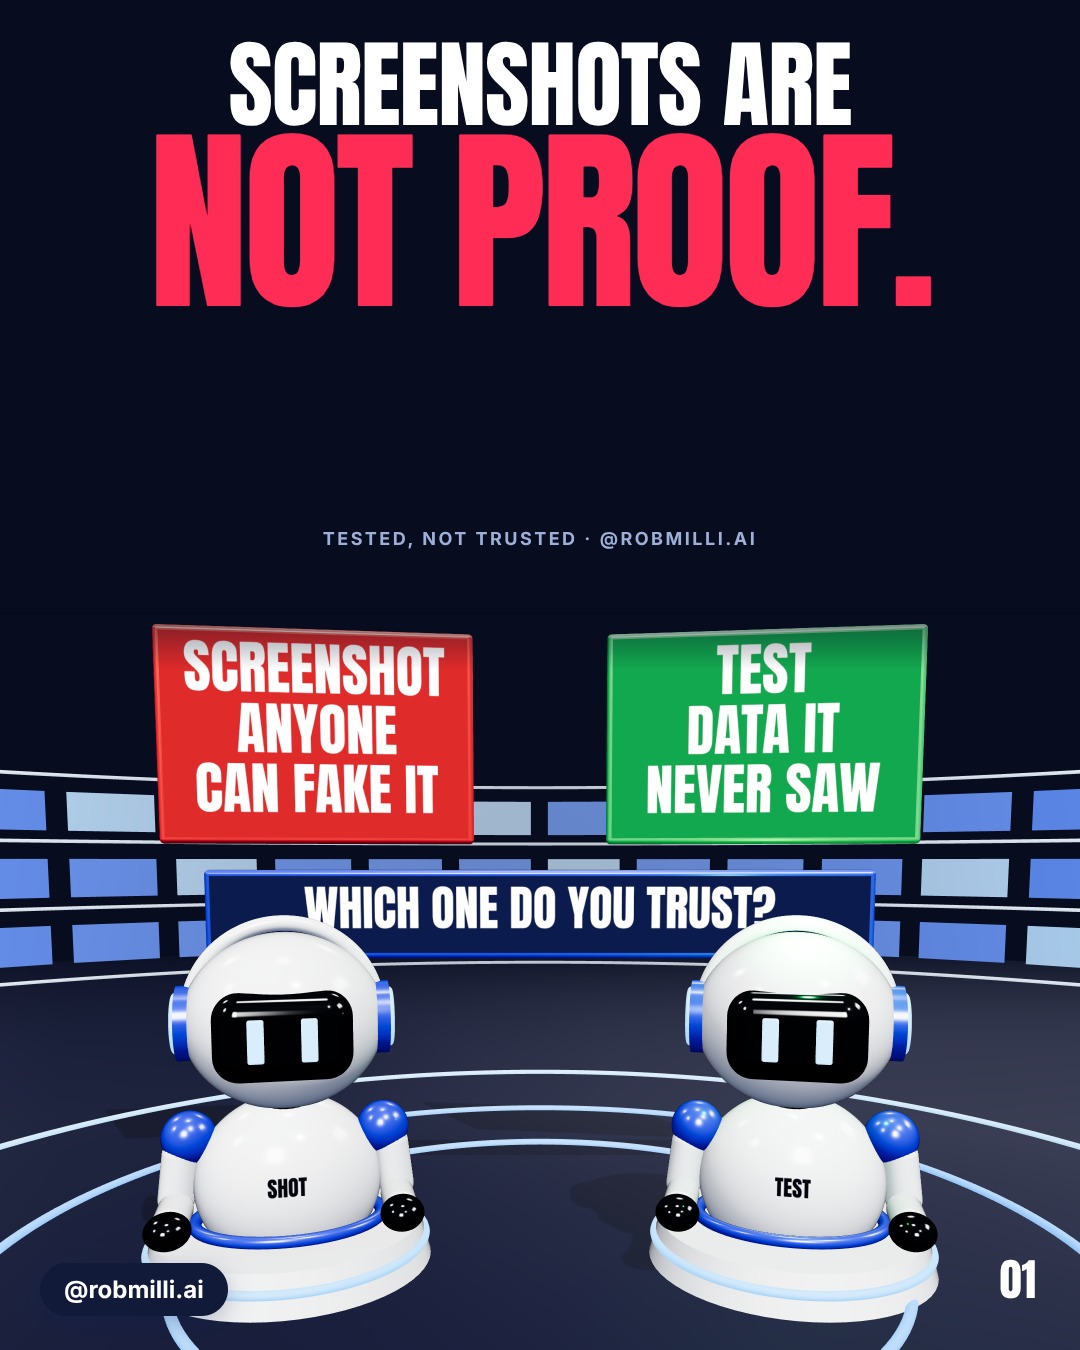 SCREENSHOTS ARE
NOT PROOF.
TESTED, NOT TRUSTED · @ROBMILLI.AI
SCREENSHOT
ANYONE
CAN FAKE IT
TEST
DATA IT
NEVER SAW
WHICH ONE DO YOU TRUST?
SHOT
TEST
@robmilli.ai
01